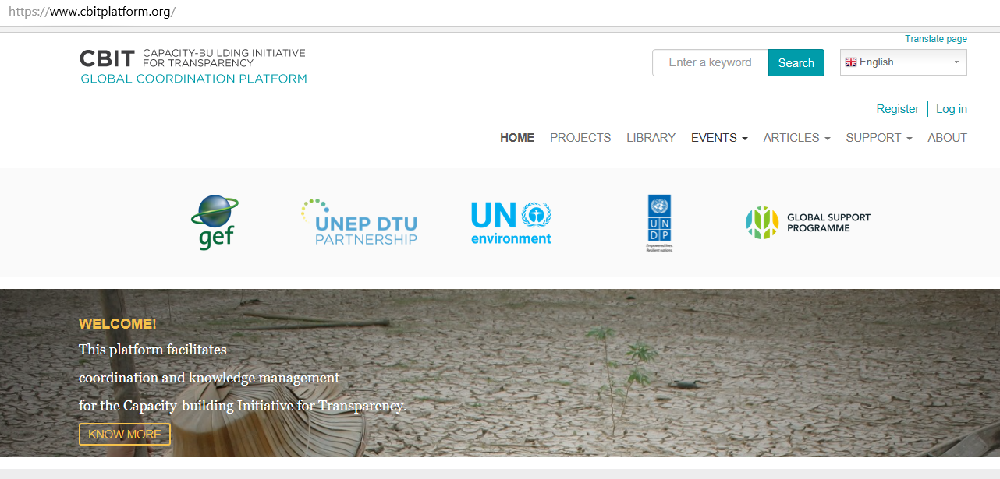 https://www.cbitplatform.org/
Translate page
CBIT CAPACITY-BUILDING INITIATIVE
FOR TRANSPARENCY
GLOBAL COORDINATION PLATFORM
Enter a keyword Search English
Register Log in
HOME PROJECTS LIBRARY EVENTS ARTICLES SUPPORT ABOUT
gef
UNEP DTU
PARTNERSHIP
UN
environment
U N
D P
Empowered lives.
Resilient nations.
GLOBAL SUPPORT
PROGRAMME
WELCOME!
This platform facilitates
coordination and knowledge management
for the Capacity-building Initiative for Transparency.
KNOW MORE